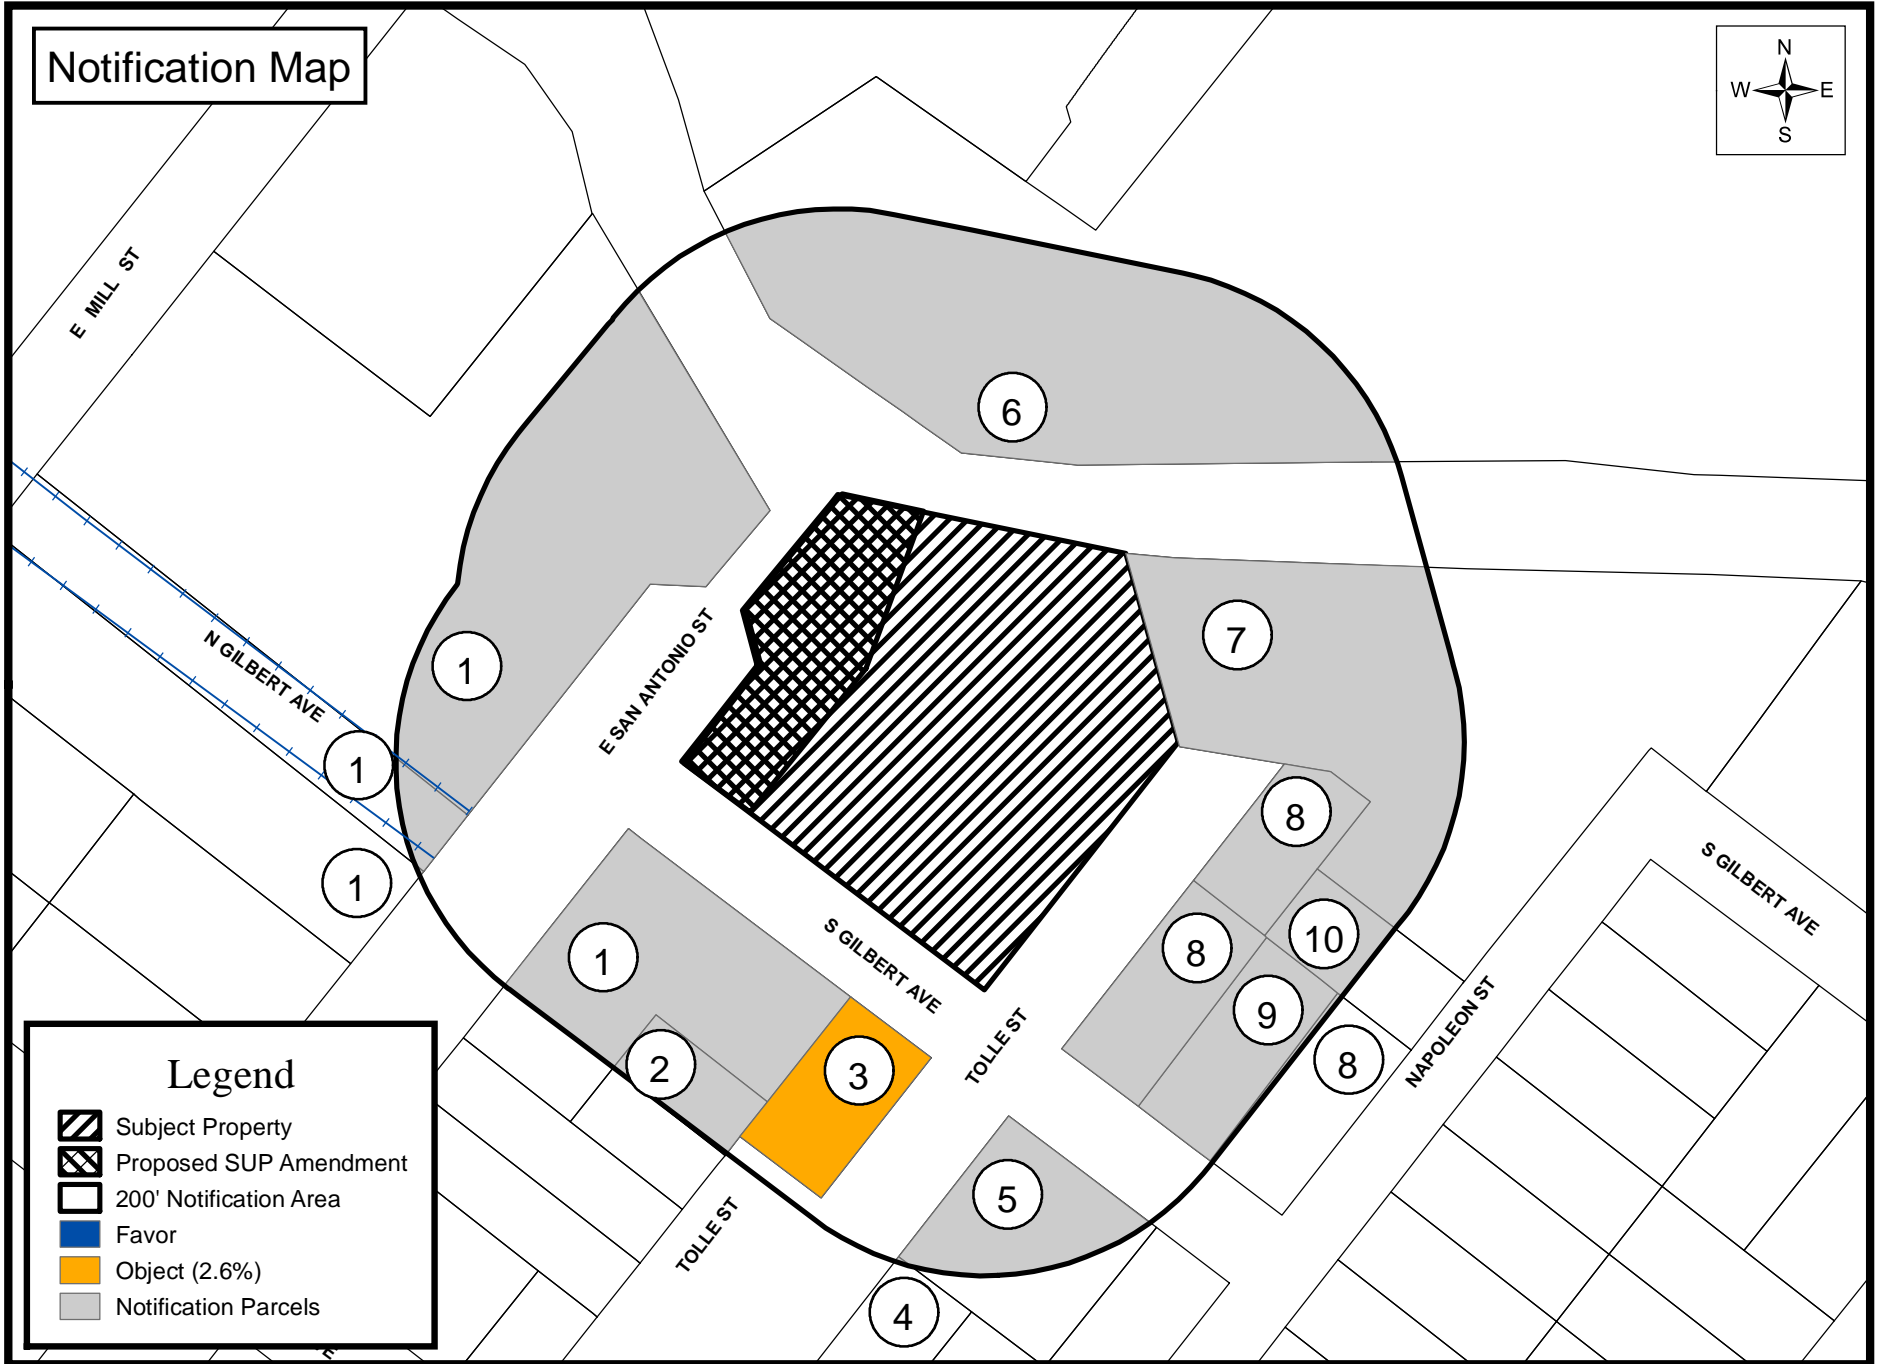 Notification Map
N
W E
S
E MILL ST
6
N GILBERT AVE
1
E SAN ANTONIO ST
7
1
8
1
S GILBERT AVE
1
S GILBERT AVE
8
10
9
NAPOLEON ST
TOLLE ST
2
3
8
5
TOLLE ST
4
Legend
Subject Property
Proposed SUP Amendment
200' Notification Area
Favor
Object (2.6%)
Notification Parcels